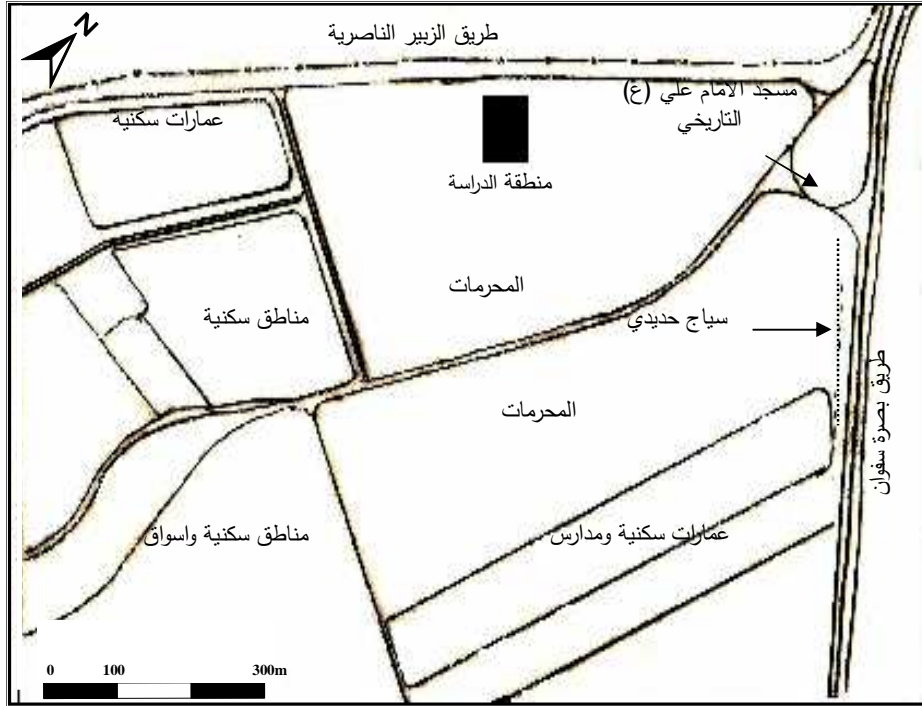 N
طريق الزبير الناصرية
مسجد الامام علي (ع)
التاريخي
عمارات سكنية
منطقة الدراسة
المحرمات
مناطق سكنية
سياج حديدي
طريق بصرة سفوان
المحرمات
مناطق سكنية واسواق
عمارات سكنية ومدارس
0 100 300m